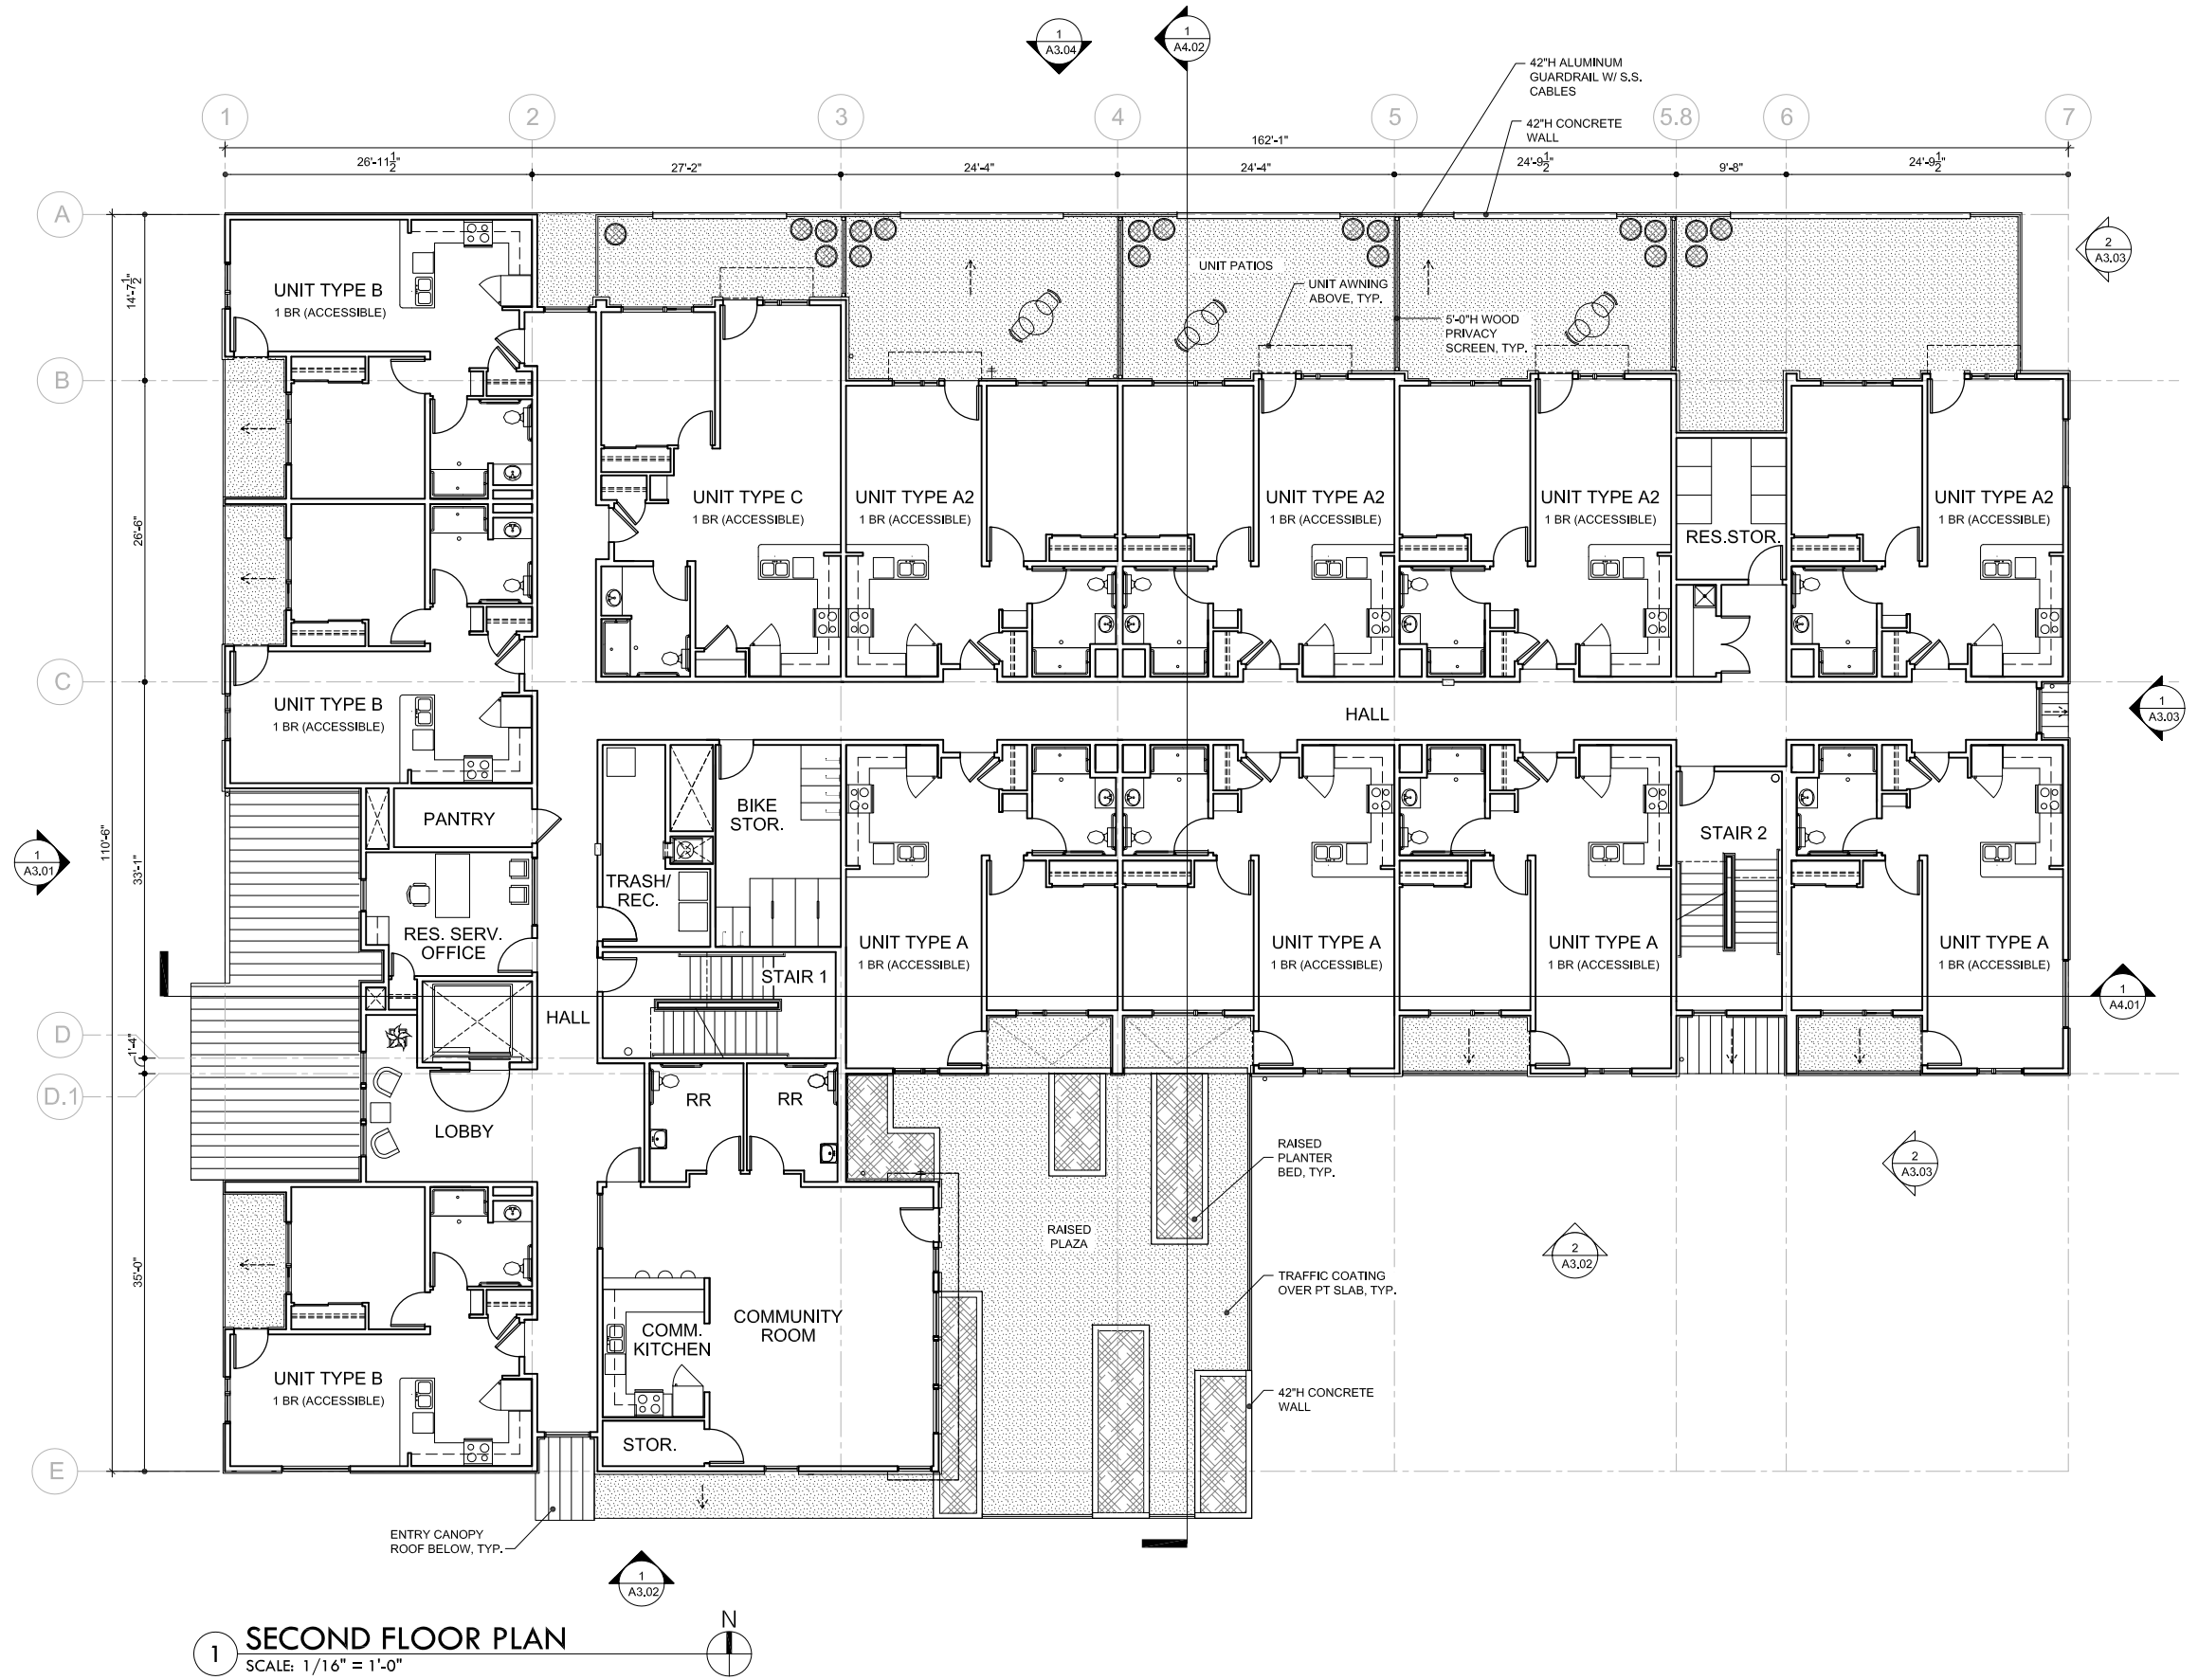 1
A3.04
1
A4.02
42"H ALUMINUM
GUARDRAIL W/ S.S.
CABLES
42"H CONCRETE
WALL
1
2
3
4
5
5.8
6
7
162'-1"
26'-11 1/2"
27'-2"
24'-4"
24'-4"
24'-9 1/2"
9'-8"
24'-9 1/2"
A
B
C
D
D.1
E
14'-7 1/2"
26'-6"
33'-1"
1'-4"
35'-0"
110'-6"
2
A3.03
UNIT TYPE B
1 BR (ACCESSIBLE)
UNIT PATIOS
UNIT AWNING
ABOVE, TYP.
5'-0"H WOOD
PRIVACY
SCREEN, TYP.
UNIT TYPE C
1 BR (ACCESSIBLE)
UNIT TYPE A2
1 BR (ACCESSIBLE)
UNIT TYPE A2
1 BR (ACCESSIBLE)
UNIT TYPE A2
1 BR (ACCESSIBLE)
RES.STOR.
UNIT TYPE A2
1 BR (ACCESSIBLE)
UNIT TYPE B
1 BR (ACCESSIBLE)
HALL
1
A3.03
1
A3.01
PANTRY
BIKE
STOR.
TRASH/
REC.
RES. SERV.
OFFICE
STAIR 1
STAIR 2
UNIT TYPE A
1 BR (ACCESSIBLE)
UNIT TYPE A
1 BR (ACCESSIBLE)
UNIT TYPE A
1 BR (ACCESSIBLE)
UNIT TYPE A
1 BR (ACCESSIBLE)
1
A4.01
HALL
LOBBY
RR
RR
RAISED
PLANTER
BED, TYP.
2
A3.03
RAISED
PLAZA
2
A3.02
TRAFFIC COATING
OVER PT SLAB, TYP.
COMM.
KITCHEN
COMMUNITY
ROOM
UNIT TYPE B
1 BR (ACCESSIBLE)
42"H CONCRETE
WALL
STOR.
ENTRY CANOPY
ROOF BELOW, TYP.
1
A3.02
1
SECOND FLOOR PLAN
SCALE: 1/16" = 1'-0"
N